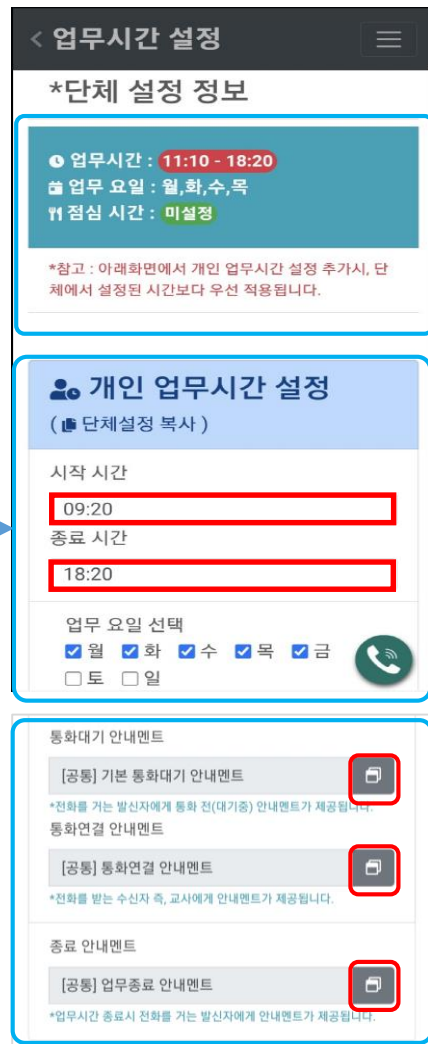 < 업무시간 설정
*단체 설정 정보
업무시간 : 11:10 - 18:20
업무 요일 : 월,화,수,목
점심 시간 : 미설정
*참고 : 아래화면에서 개인 업무시간 설정 추가시, 단
체에서 설정된 시간보다 우선 적용됩니다.
개인 업무시간 설정
( 단체설정 복사 )
시작 시간
09:20
종료 시간
18:20
업무 요일 선택
월 화 수 목 금
토 일
통화대기 안내멘트
[공통] 기본 통화대기 안내멘트
*전화를 거는 발신자에게 통화 전(대기중) 안내멘트가 제공됩니다.
통화연결 안내멘트
[공통] 통화연결 안내멘트
*전화를 받는 수신자 즉, 교사에게 안내멘트가 제공됩니다.
종료 안내멘트
[공통] 업무종료 안내멘트
*업무시간 종료시 전화를 거는 발신자에게 안내멘트가 제공됩니다.